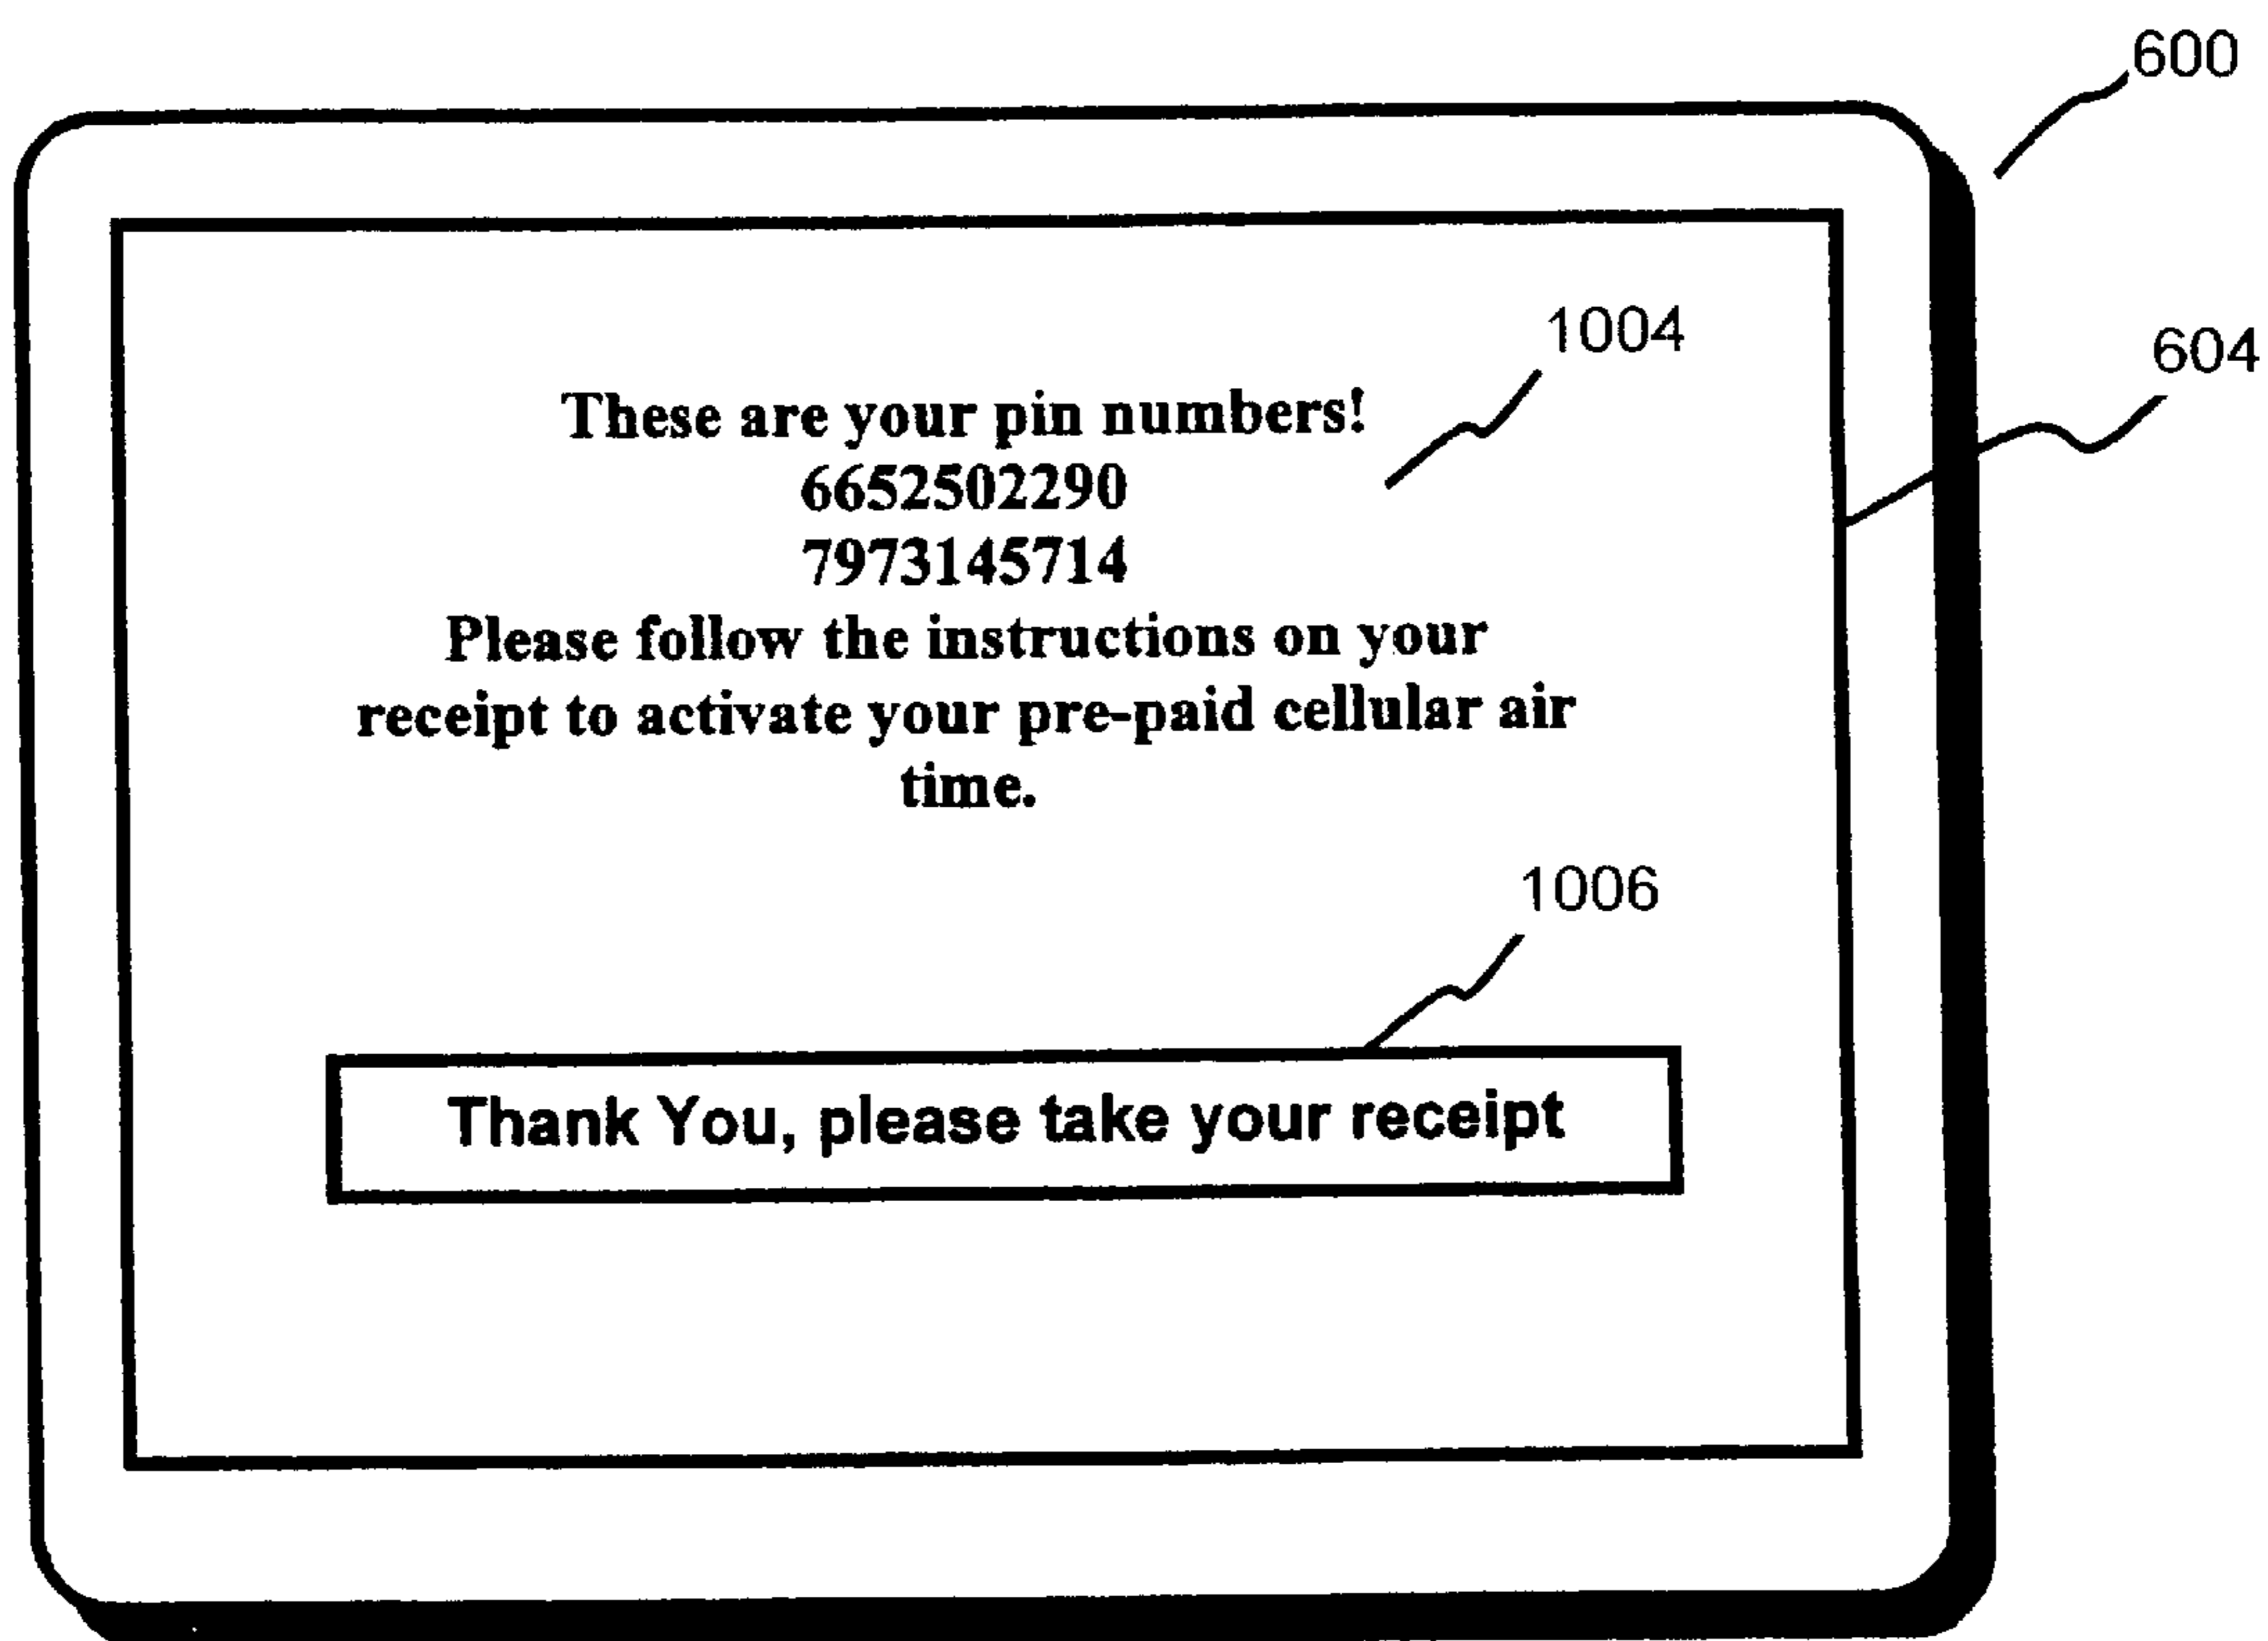 600
1004
604
These are your pin numbers!
6652502290
7973145714
Please follow the instructions on your
receipt to activate your pre-paid cellular air
time.
1006
Thank You, please take your receipt